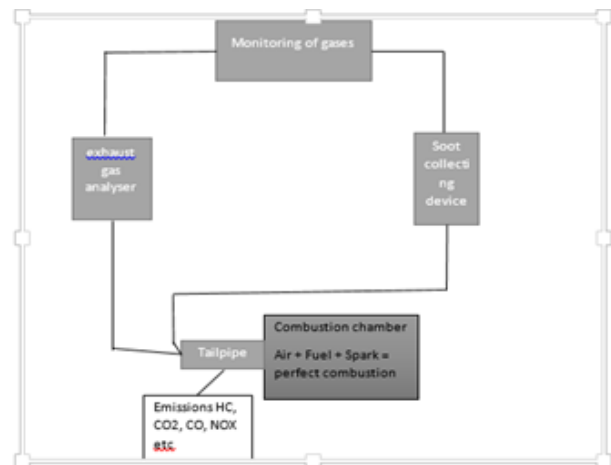 Monitoring of gases
exhaust
gas
analyser
Soot
collecti
ng
device
Tailpipe
Combustion chamber
Air + Fuel + Spark =
perfect combustion
Emissions HC,
CO2, CO, NOX
etc